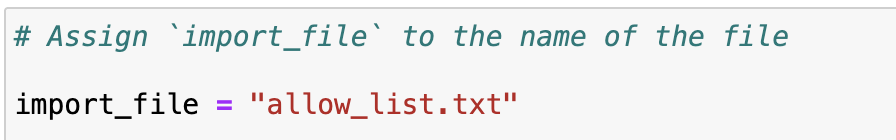 # Assign `import_file` to the name of the file
import_file = "allow_list.txt"